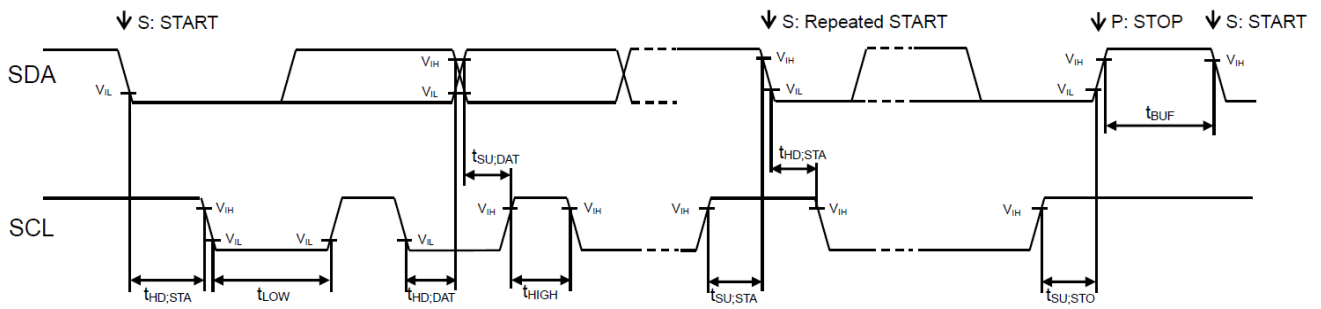 S: START
S: Repeated START
P: STOP
S: START
SDA
VIL
VIH
VIL
VIH
VIL
VIL
VIH
VIH
tBUF
tSU;DAT
tHD;STA
SCL
VIH
VIL
VIL
VIL
VIH
VIH
VIH
VIH
VIH
tHD;STA
tLOW
tHD;DAT
tHIGH
tSU;STA
tSU;STO